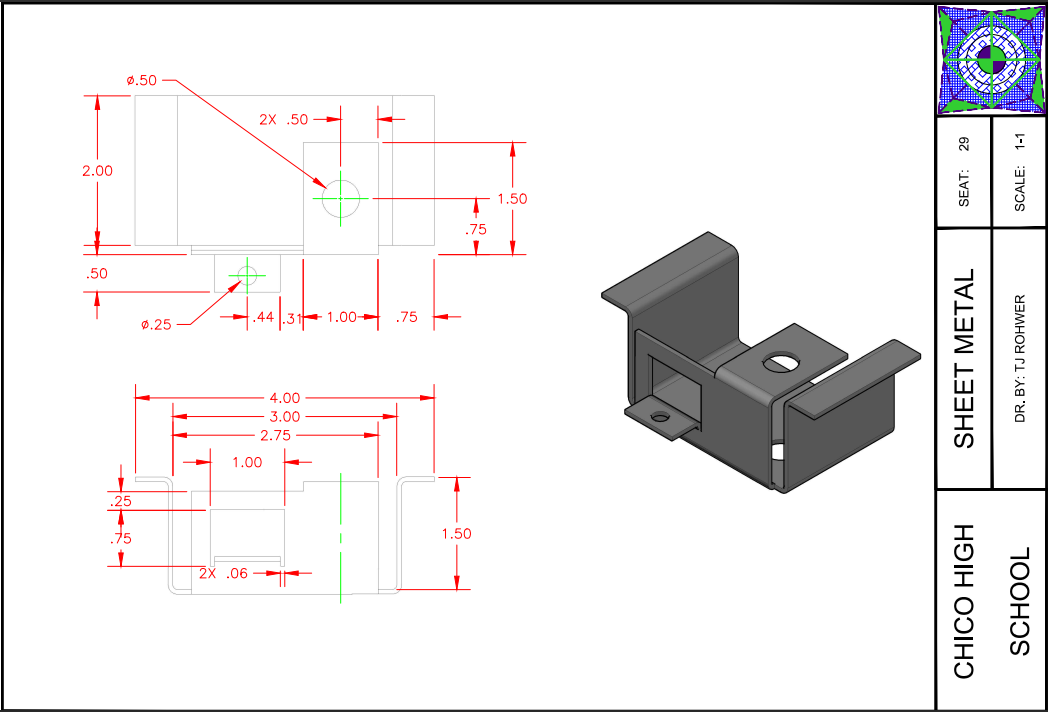 ø.50
2X .50
2.00
1.50
.75
.50
ø.25
.44
.31
1.00
.75
4.00
3.00
2.75
1.00
.25
.75
1.50
2X .06
SEAT: 29
SCALE: 1-1
SHEET METAL
DR. BY: TJ ROHWER
CHICO HIGH
SCHOOL